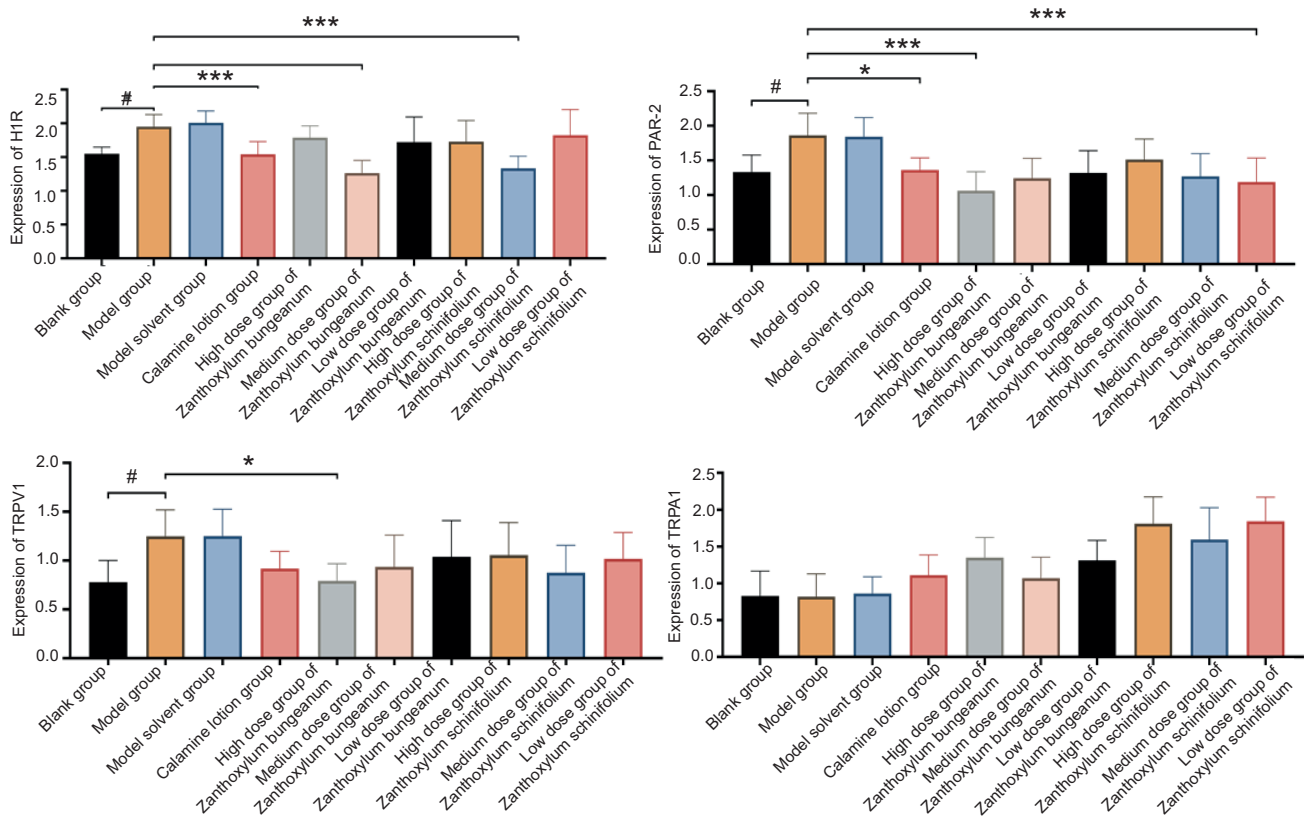 ***
***
#
Expression of H1R
2.5
2.0
1.5
1.0
0.5
0.0
Blank group
Model group
Model solvent group
Calamine lotion group
High dose group of
Zanthoxylum bungeanum
Medium dose group of
Zanthoxylum bungeanum
Low dose group of
Zanthoxylum bungeanum
High dose group of
Zanthoxylum schinifolium
Medium dose group of
Zanthoxylum schinifolium
Low dose group of
Zanthoxylum schinifolium
***
***
*
#
Expression of PAR-2
2.5
2.0
1.5
1.0
0.5
0.0
Blank group
Model group
Model solvent group
Calamine lotion group
High dose group of
Zanthoxylum bungeanum
Medium dose group of
Zanthoxylum bungeanum
Low dose group of
Zanthoxylum bungeanum
High dose group of
Zanthoxylum schinifolium
Medium dose group of
Zanthoxylum schinifolium
Low dose group of
Zanthoxylum schinifolium
*
#
Expression of TRPV1
2.0
1.5
1.0
0.5
0.0
Blank group
Model group
Model solvent group
Calamine lotion group
High dose group of
Zanthoxylum bungeanum
Medium dose group of
Zanthoxylum bungeanum
Low dose group of
Zanthoxylum bungeanum
High dose group of
Zanthoxylum schinifolium
Medium dose group of
Zanthoxylum schinifolium
Low dose group of
Zanthoxylum schinifolium
Expression of TRPA1
2.5
2.0
1.5
1.0
0.5
0.0
Blank group
Model group
Model solvent group
Calamine lotion group
High dose group of
Zanthoxylum bungeanum
Medium dose group of
Zanthoxylum bungeanum
Low dose group of
Zanthoxylum bungeanum
High dose group of
Zanthoxylum schinifolium
Medium dose group of
Zanthoxylum schinifolium
Low dose group of
Zanthoxylum schinifolium